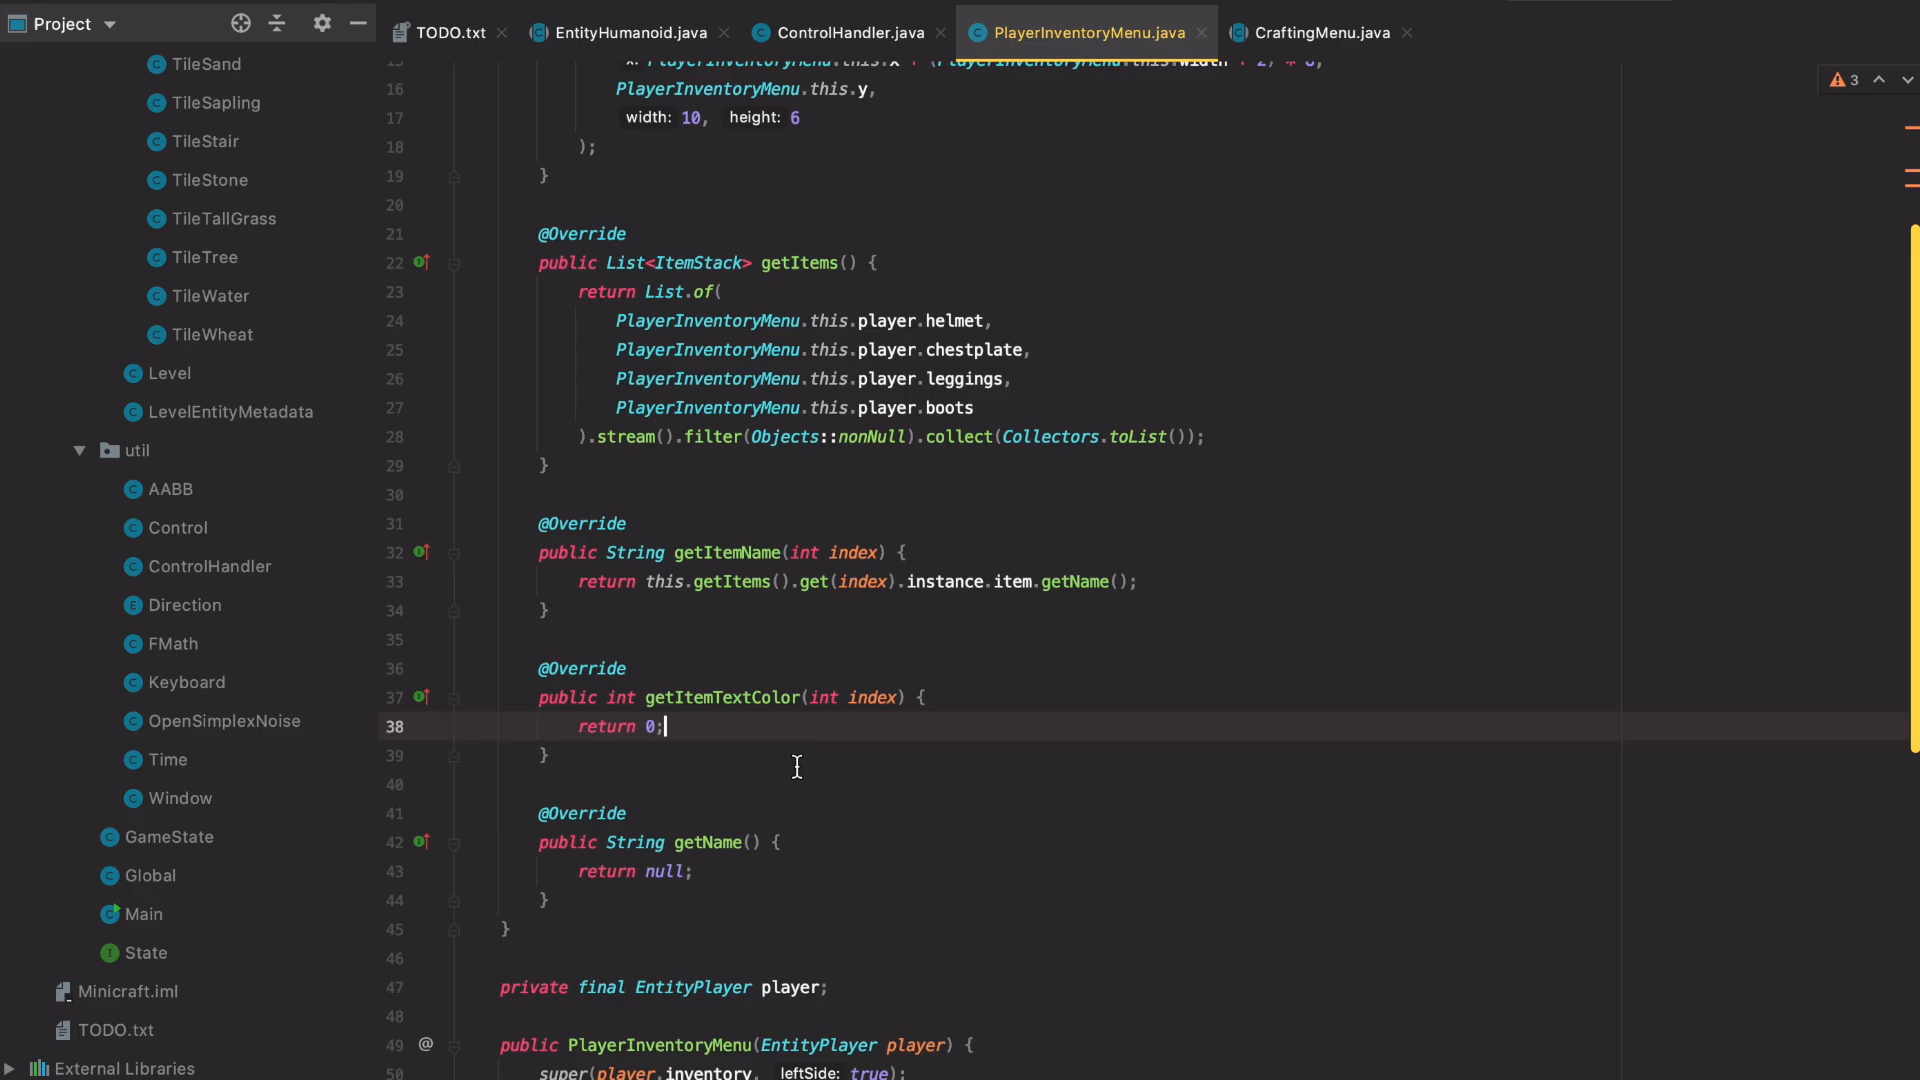 Project
TODO.txt
EntityHumanoid.java
ControlHandler.java
PlayerInventoryMenu.java
CraftingMenu.java
3
TileSand
TileSapling
TileStair
TileStone
TileTallGrass
TileTree
TileWater
TileWheat
Level
LevelEntityMetadata
util
AABB
Control
ControlHandler
Direction
FMath
Keyboard
OpenSimplexNoise
Time
Window
GameState
Global
Main
State
Minicraft.iml
TODO.txt
External Libraries
16 PlayerInventoryMenu.this.y,
17 width: 10, height: 6
18 );
19 }
20
21 @Override
22 public List<ItemStack> getItems() {
23 return List.of(
24 PlayerInventoryMenu.this.player.helmet,
25 PlayerInventoryMenu.this.player.chestplate,
26 PlayerInventoryMenu.this.player.leggings,
27 PlayerInventoryMenu.this.player.boots
28 ).stream().filter(Objects::nonNull).collect(Collectors.toList());
29 }
30
31 @Override
32 public String getItemName(int index) {
33 return this.getItems().get(index).instance.item.getName();
34 }
35
36 @Override
37 public int getItemTextColor(int index) {
38 return 0;
39 }
40
41 @Override
42 public String getName() {
43 return null;
44 }
45 }
46
47 private final EntityPlayer player;
48
49 @ public PlayerInventoryMenu(EntityPlayer player) {
50 super(player.inventory, leftSide: true);